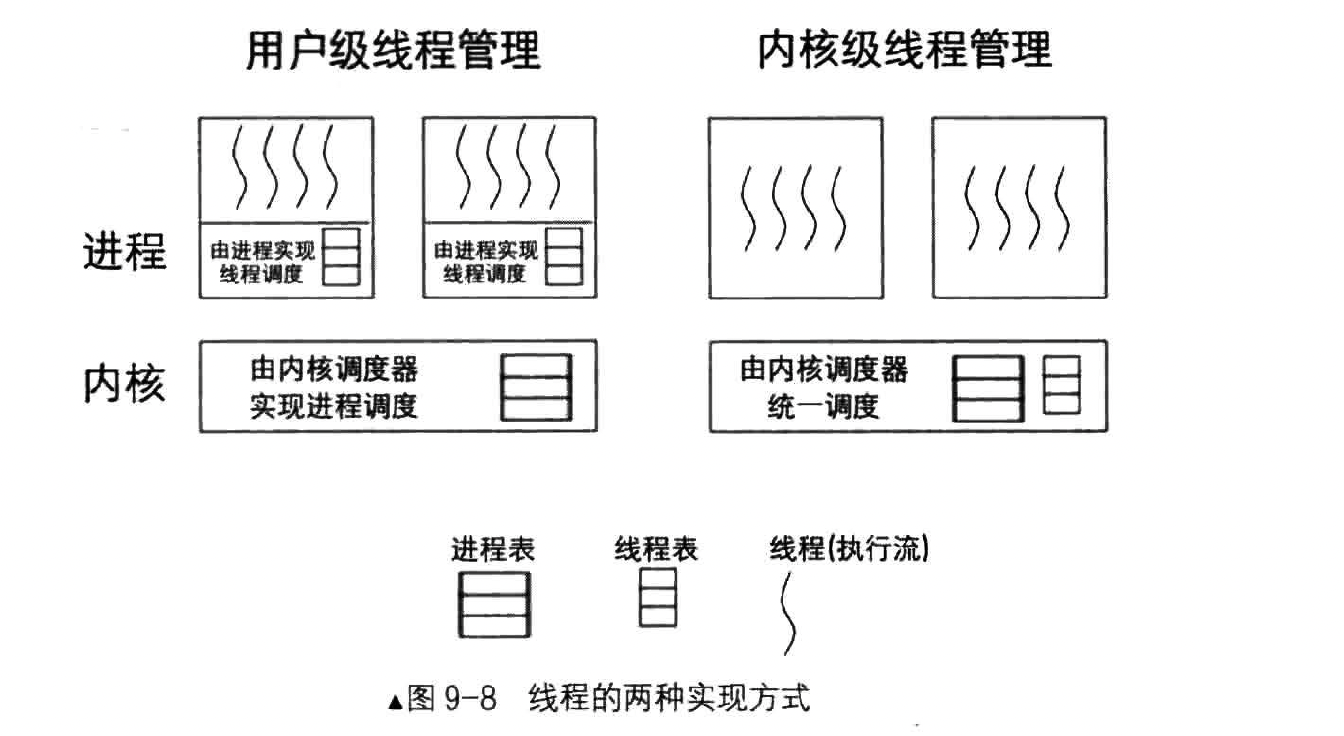 用户级线程管理
内核级线程管理
进程
由进程实现
线程调度
由进程实现
线程调度
内核
由内核调度器
实现进程调度
由内核调度器
统一调度
进程表
线程表
线程(执行流)
▲图 9-8 线程的两种实现方式